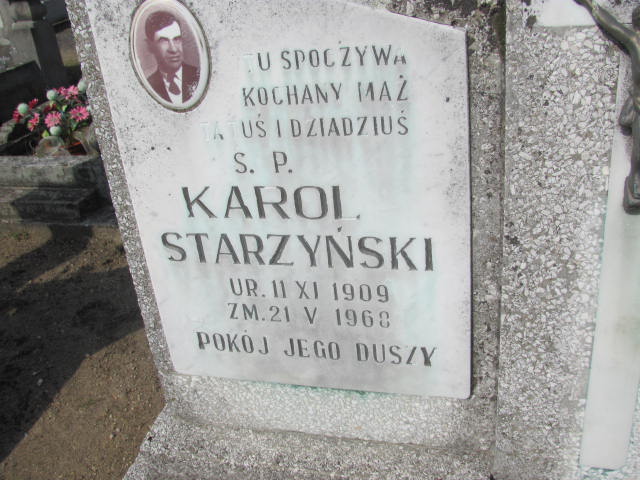 TU SPOCZYWA
KOCHANY MĄŻ
TATUŚ I DZIADZIUŚ
Ś. P.
KAROL
STARZYŃSKI
UR. 11 XI 1909
ZM. 21 V 1968
POKÓJ JEGO DUSZY